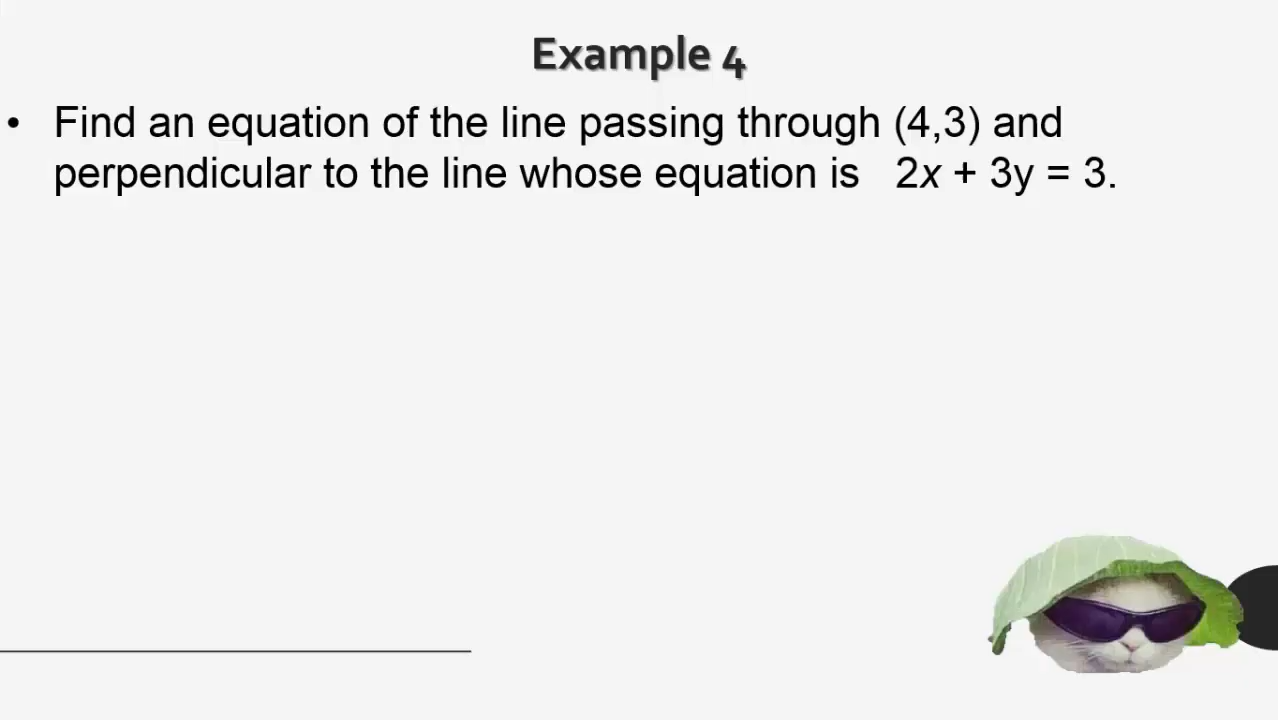 Example 4
• Find an equation of the line passing through (4,3) and
perpendicular to the line whose equation is 2x + 3y = 3.